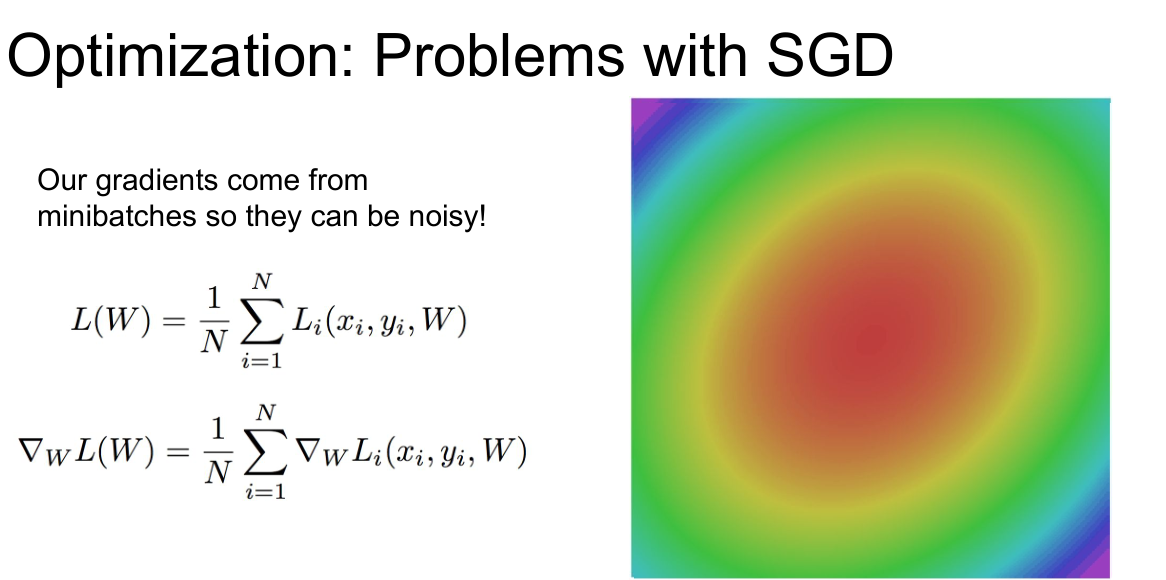 Optimization: Problems with SGD
Our gradients come from
minibatches so they can be noisy!
L(W) = \frac{1}{N} \sum_{i=1}^{N} L_i(x_i, y_i, W)
\nabla_W L(W) = \frac{1}{N} \sum_{i=1}^{N} \nabla_W L_i(x_i, y_i, W)